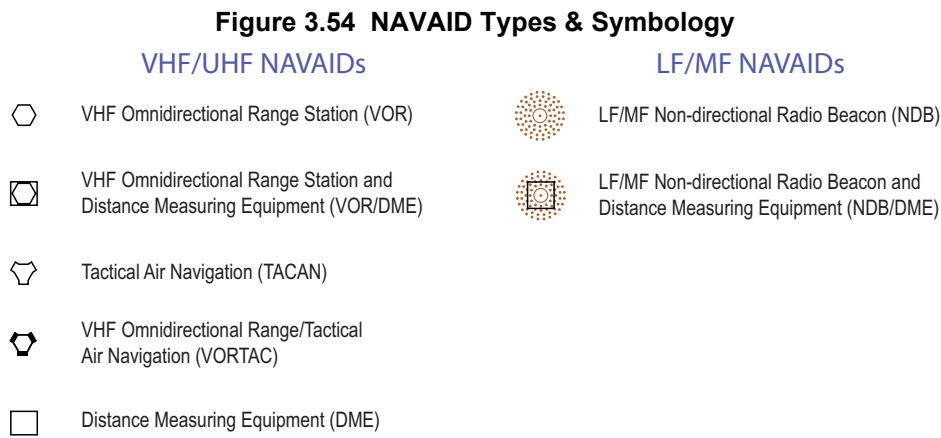 Figure 3.54 NAVAID Types & Symbology
VHF/UHF NAVAIDs
VHF Omnidirectional Range Station (VOR)
VHF Omnidirectional Range Station and
Distance Measuring Equipment (VOR/DME)
Tactical Air Navigation (TACAN)
VHF Omnidirectional Range/Tactical
Air Navigation (VORTAC)
Distance Measuring Equipment (DME)
LF/MF NAVAIDs
LF/MF Non-directional Radio Beacon (NDB)
LF/MF Non-directional Radio Beacon and
Distance Measuring Equipment (NDB/DME)